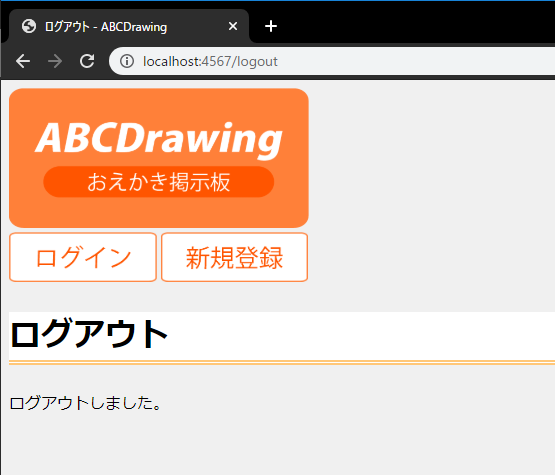 ログアウト - ABCDrawing
localhost:4567/logout
ABCDrawing
おえかき掲示板
ログイン 新規登録
ログアウト
ログアウトしました。